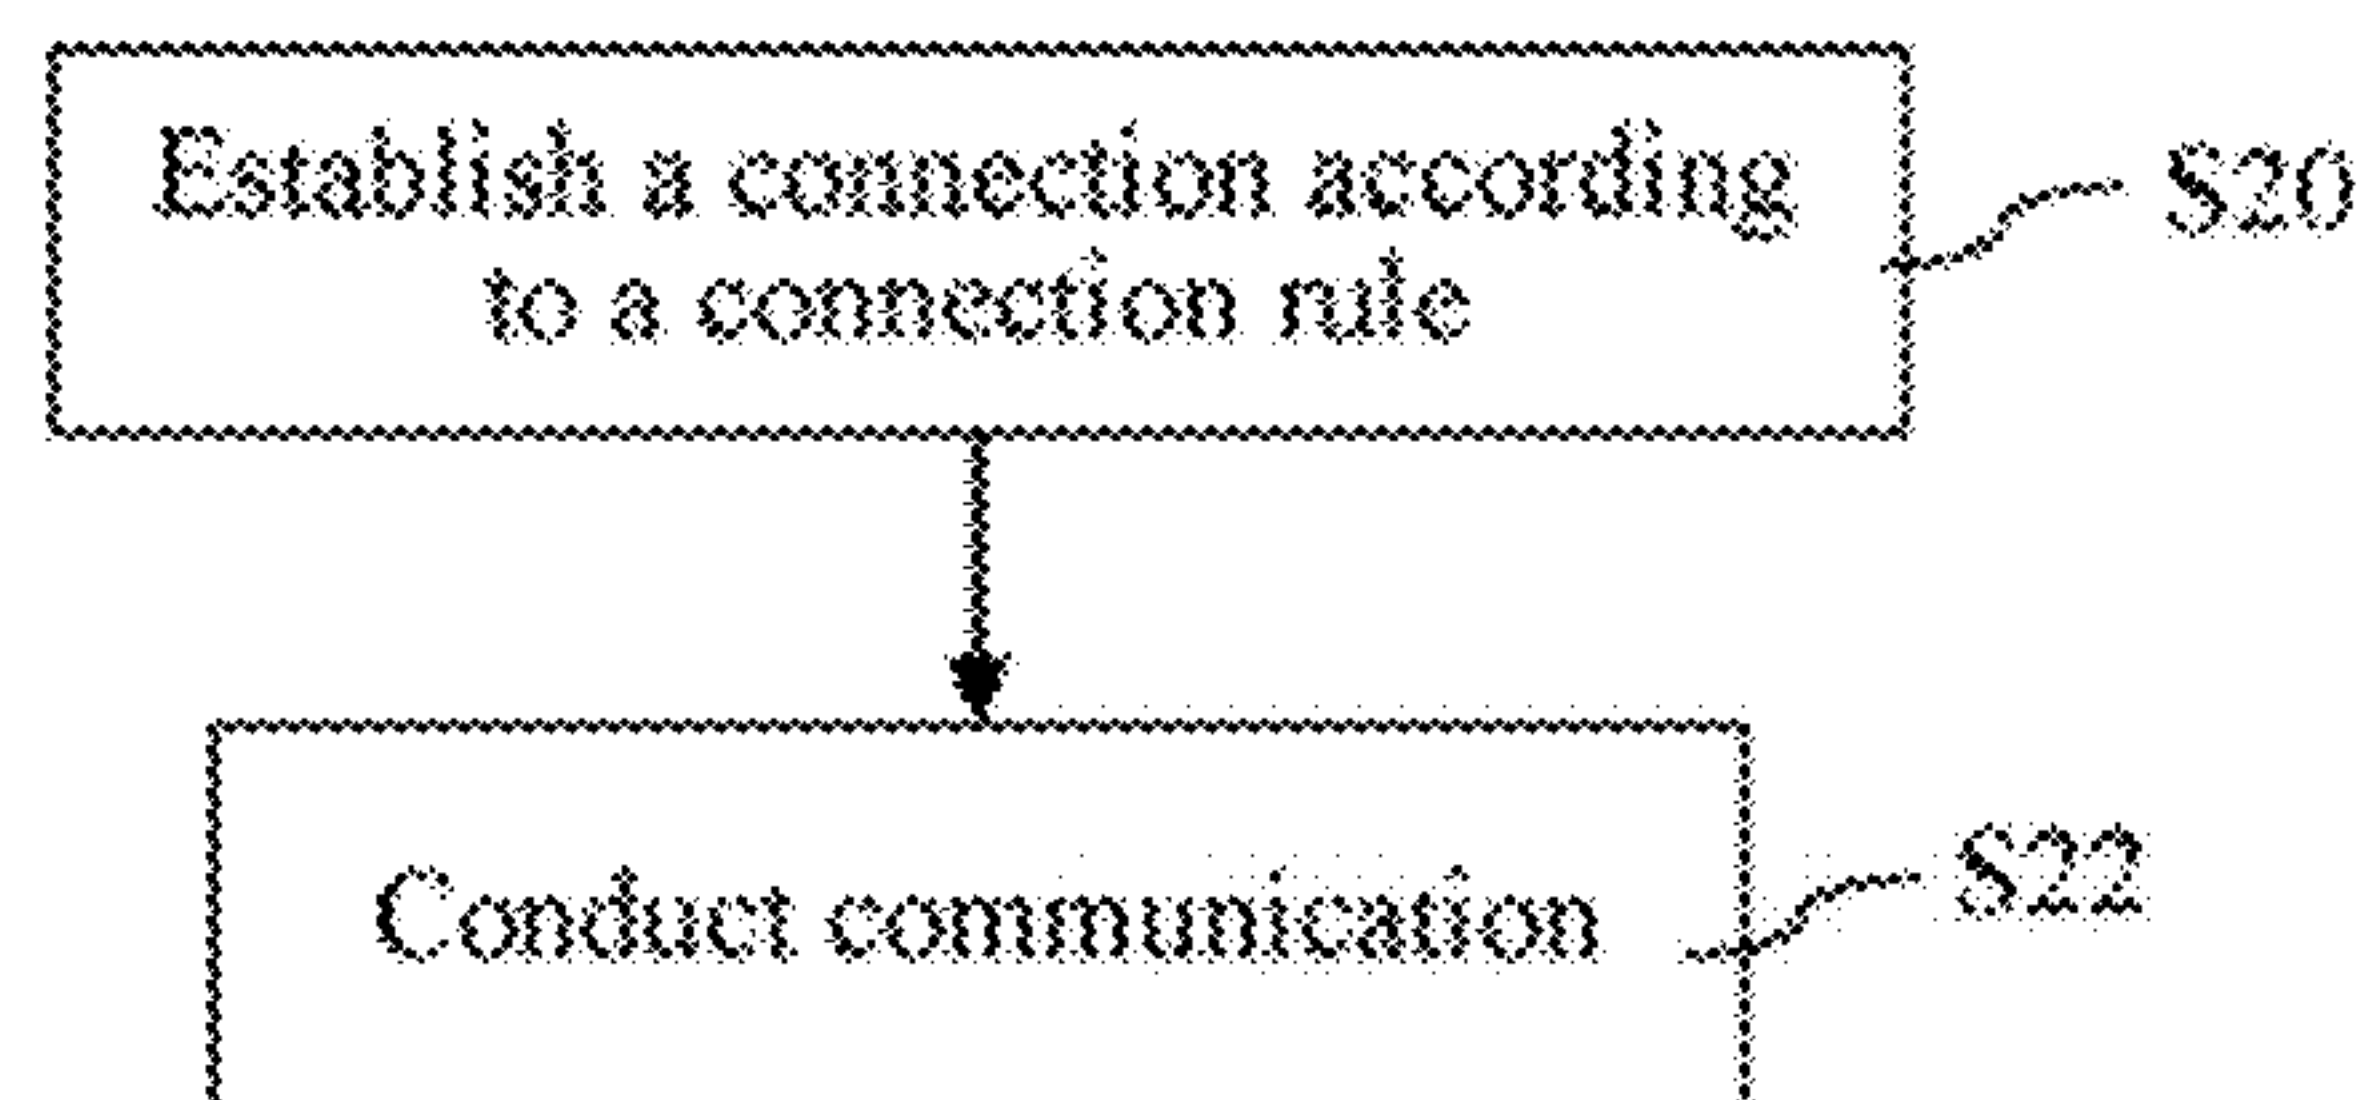 Establish a connection according
to a connection rule
S20
Conduct communication
S22